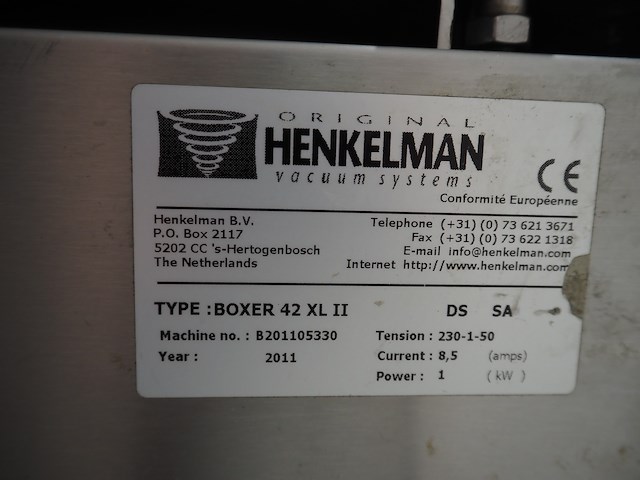 ORIGINAL
HENKELMAN
vacuum systems
CE
Conformité Européenne
Henkelman B.V.
P.O. Box 2117
5202 CC 's-Hertogenbosch
The Netherlands
Telephone (+31) (0) 73 621 3671
Fax (+31) (0) 73 622 1318
E-mail info@henkelman.com
Internet http://www.henkelman.com
TYPE : BOXER 42 XL II DS SA
Machine no. : B201105330
Year : 2011
Tension : 230-1-50
Current : 8,5 (amps)
Power : 1 (kW)